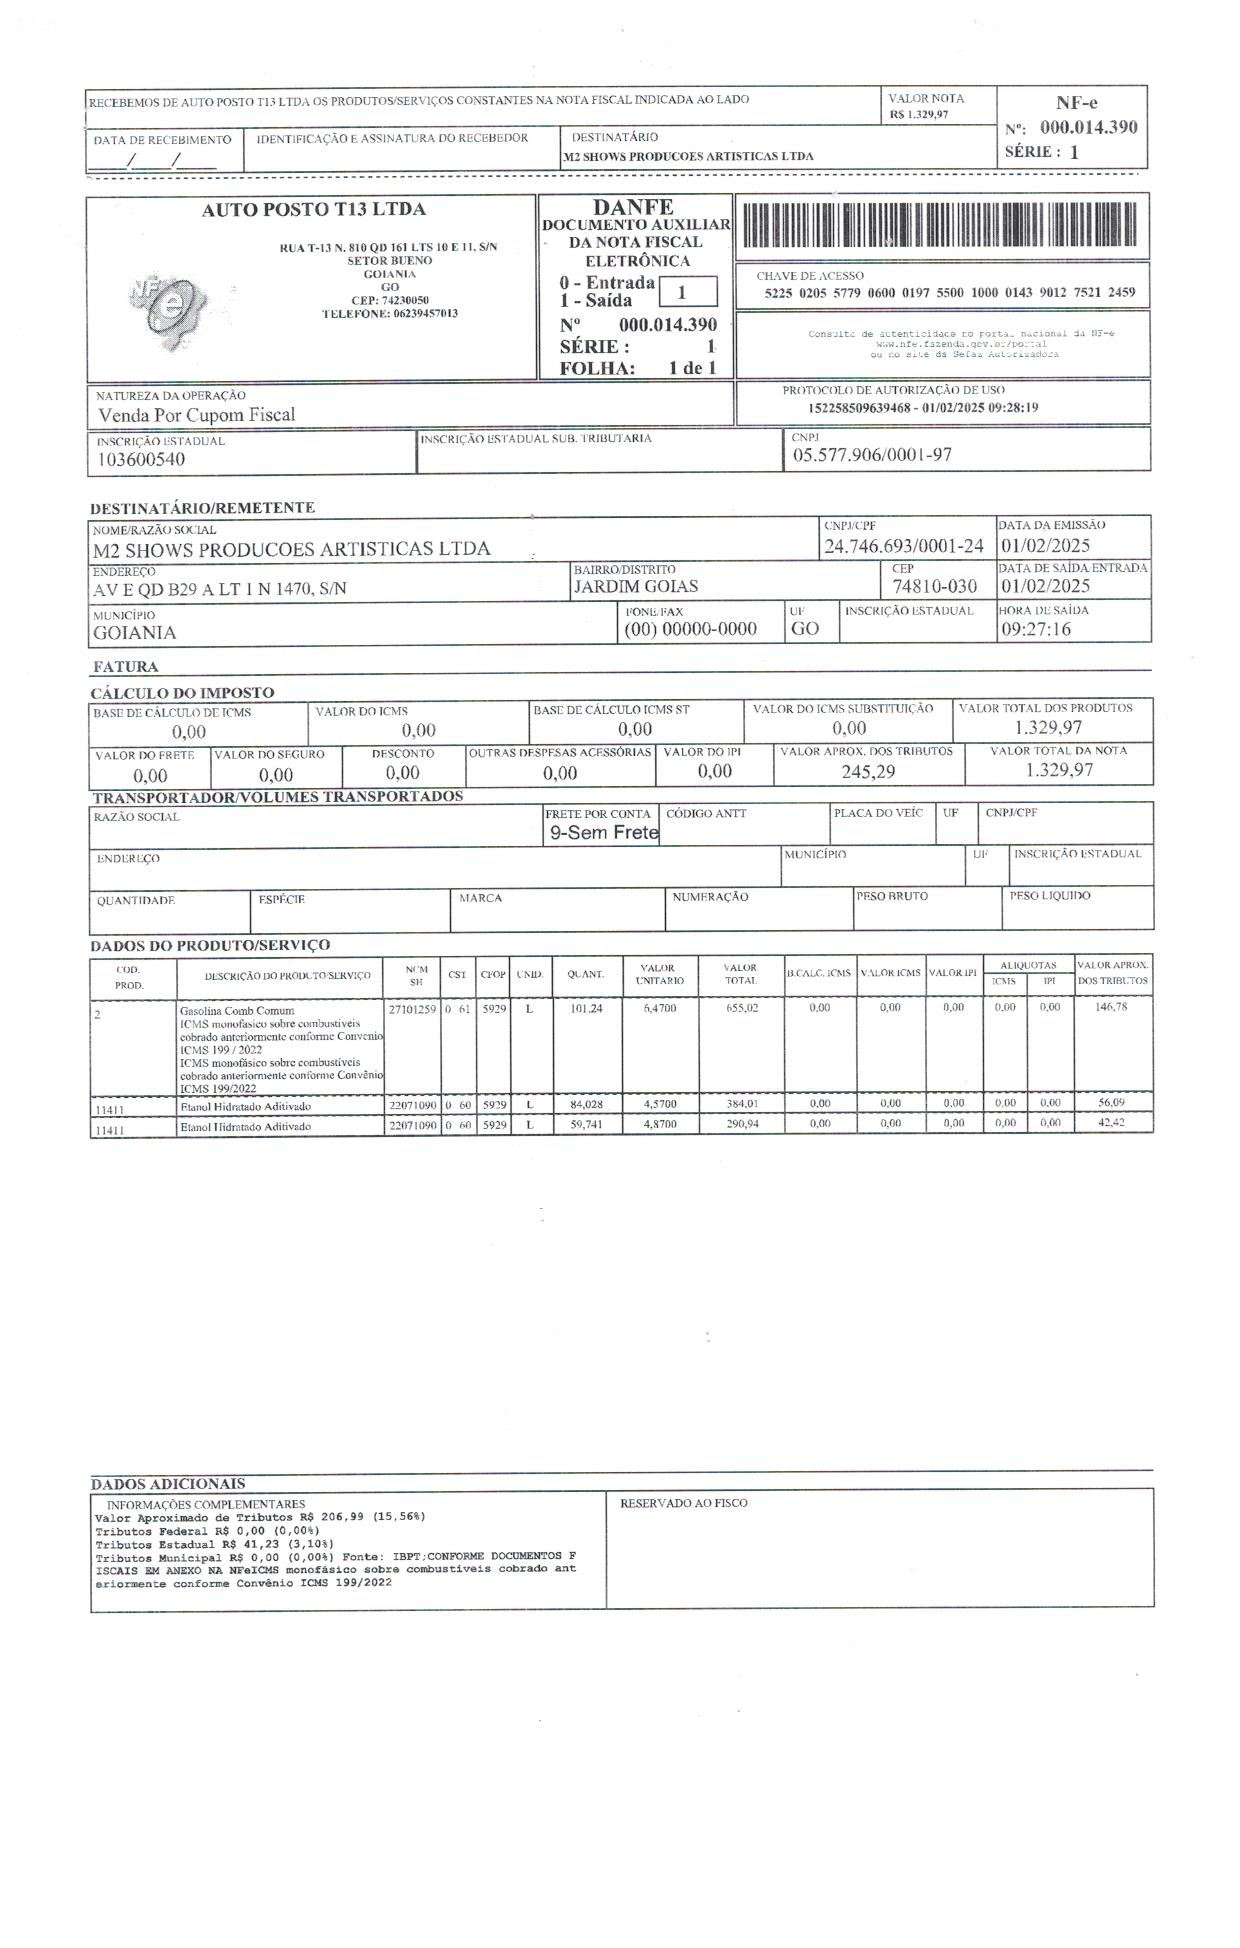 RECEBEMOS DE AUTO POSTO T13 LTDA OS PRODUTOS/SERVIÇOS CONSTANTES NA NOTA FISCAL INDICADA AO LADO
VALOR NOTA
R$ 1.329,97
NF-e
Nº: 000.014.390
SÉRIE : 1
DATA DE RECEBIMENTO
___/___/___
IDENTIFICAÇÃO E ASSINATURA DO RECEBEDOR
DESTINATÁRIO
M2 SHOWS PRODUCOES ARTISTICAS LTDA
AUTO POSTO T13 LTDA
NFe
RUA T-13 N. 810 QD 161 LTS 10 E 11, S/N
SETOR BUENO
GOIANIA
GO
CEP: 74230050
TELEFONE: 06239457013
DANFE
DOCUMENTO AUXILIAR
DA NOTA FISCAL
ELETRÔNICA
0 - Entrada
1 - Saída
1
Nº 000.014.390
SÉRIE : 1
FOLHA: 1 de 1
CHAVE DE ACESSO
5225 0205 5779 0600 0197 5500 1000 0143 9012 7521 2459
Consulta de autenticidade no portal nacional da NF-e
www.nfe.fazenda.gov.br/portal
ou no site da Sefaz Autorizadora
NATUREZA DA OPERAÇÃO
Venda Por Cupom Fiscal
PROTOCOLO DE AUTORIZAÇÃO DE USO
152258509639468 - 01/02/2025 09:28:19
INSCRIÇÃO ESTADUAL
103600540
INSCRIÇÃO ESTADUAL SUB. TRIBUTARIA
CNPJ
05.577.906/0001-97
DESTINATÁRIO/REMETENTE
NOME/RAZÃO SOCIAL
M2 SHOWS PRODUCOES ARTISTICAS LTDA
CNPJ/CPF
24.746.693/0001-24
DATA DA EMISSÃO
01/02/2025
ENDEREÇO
AV E QD B29 A LT 1 N 1470, S/N
BAIRRO/DISTRITO
JARDIM GOIAS
CEP
74810-030
DATA DE SAÍDA/ENTRADA
01/02/2025
MUNICÍPIO
GOIANIA
FONE/FAX
(00) 00000-0000
UF
GO
INSCRIÇÃO ESTADUAL
HORA DE SAÍDA
09:27:16
FATURA
CÁLCULO DO IMPOSTO
BASE DE CÁLCULO DE ICMS
0,00
VALOR DO ICMS
0,00
BASE DE CÁLCULO ICMS ST
0,00
VALOR DO ICMS SUBSTITUIÇÃO
0,00
VALOR TOTAL DOS PRODUTOS
1.329,97
VALOR DO FRETE
0,00
VALOR DO SEGURO
0,00
DESCONTO
0,00
OUTRAS DESPESAS ACESSÓRIAS
0,00
VALOR DO IPI
0,00
VALOR APROX. DOS TRIBUTOS
245,29
VALOR TOTAL DA NOTA
1.329,97
TRANSPORTADOR/VOLUMES TRANSPORTADOS
RAZÃO SOCIAL
FRETE POR CONTA
9-Sem Frete
CÓDIGO ANTT
PLACA DO VEÍC
UF
CNPJ/CPF
ENDEREÇO
MUNICÍPIO
UF
INSCRIÇÃO ESTADUAL
QUANTIDADE
ESPÉCIE
MARCA
NUMERAÇÃO
PESO BRUTO
PESO LIQUIDO
DADOS DO PRODUTO/SERVIÇO
COD. PROD. DESCRIÇÃO DO PRODUTO/SERVIÇO NCM SH CST CFOP UNID. QUANT. VALOR UNITARIO VALOR TOTAL B.CALC. ICMS VALOR ICMS VALOR IPI ALIQUOTAS ICMS IPI VALOR APROX. DOS TRIBUTOS
2 Gasolina Comb Comum 27101259 0 61 5929 L 101,24 6,4700 655,02 0,00 0,00 0,00 0,00 0,00 146,78
ICMS monofásico sobre combustíveis
cobrado anteriormente conforme Convenio
ICMS 199 / 2022
ICMS monofásico sobre combustíveis
cobrado anteriormente conforme Convênio
ICMS 199/2022
11411 Etanol Hidratado Aditivado 22071090 0 60 5929 L 84,028 4,5700 384,01 0,00 0,00 0,00 0,00 0,00 56,09
11411 Etanol Hidratado Aditivado 22071090 0 60 5929 L 59,741 4,8700 290,94 0,00 0,00 0,00 0,00 0,00 42,42
DADOS ADICIONAIS
INFORMAÇÕES COMPLEMENTARES
Valor Aproximado de Tributos R$ 206,99 (15,56%)
Tributos Federal R$ 0,00 (0,00%)
Tributos Estadual R$ 41,23 (3,10%)
Tributos Municipal R$ 0,00 (0,00%) Fonte: IBPT;CONFORME DOCUMENTOS F
ISCAIS EM ANEXO NA NFeICMS monofásico sobre combustíveis cobrado ant
eriormente conforme Convênio ICMS 199/2022
RESERVADO AO FISCO